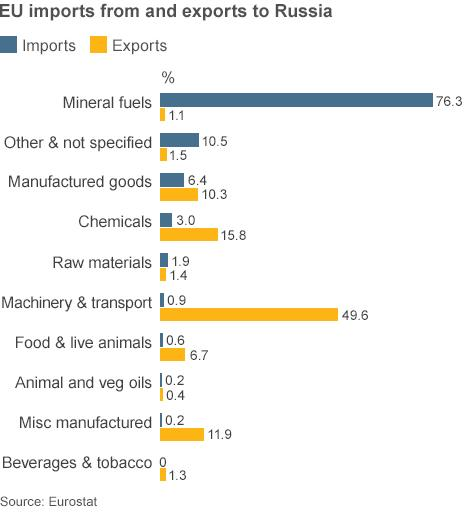 EU imports from and exports to Russia
Imports Exports
%
Mineral fuels 76.3
1.1
Other & not specified 10.5
1.5
Manufactured goods 6.4
10.3
Chemicals 3.0
15.8
Raw materials 1.9
1.4
Machinery & transport 0.9
49.6
Food & live animals 0.6
6.7
Animal and veg oils 0.2
0.4
Misc manufactured 0.2
11.9
Beverages & tobacco 0
1.3
Source: Eurostat